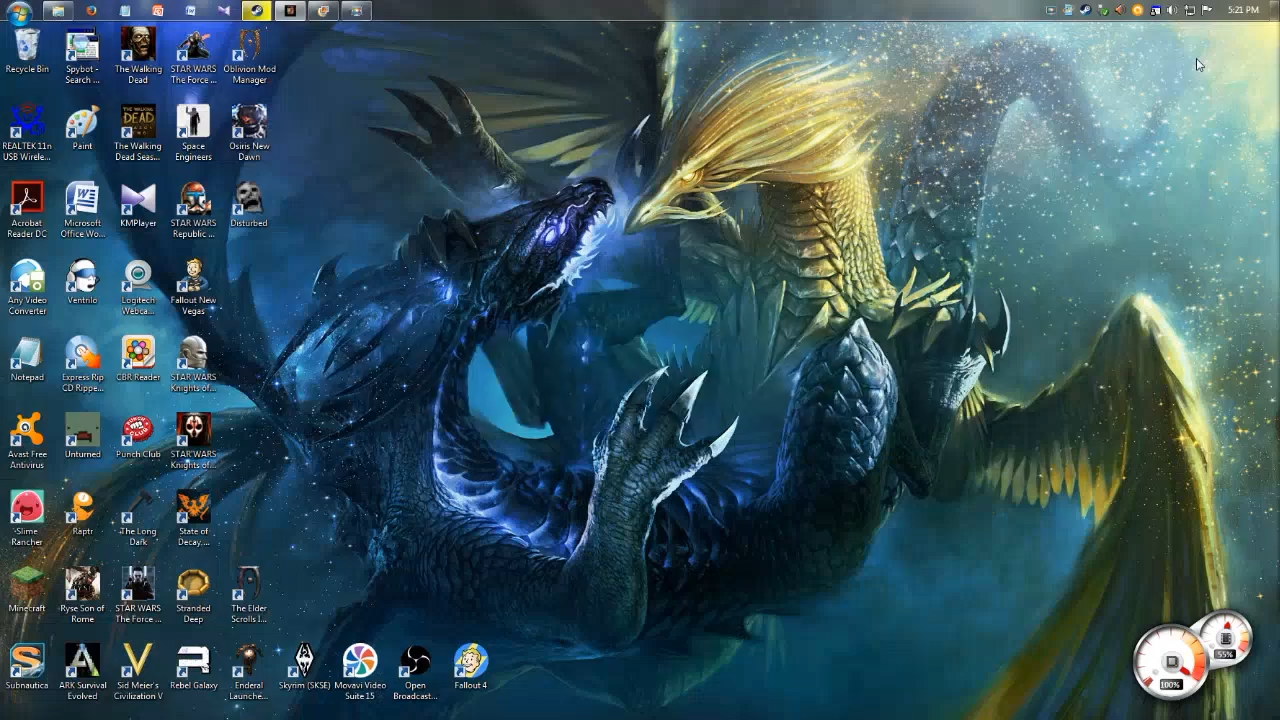 5:21 PM
Recycle Bin
Spybot -
Search ...
The Walking
Dead
STAR WARS
The Force ...
Oblivion Mod
Manager
REALTEK 11n
USB Wirele...
Paint
The Walking
Dead Seas...
Space
Engineers
Osiris New
Dawn
Acrobat
Reader DC
Microsoft
Office Wo...
KMPlayer
STAR WARS
Republic ...
Disturbed
Any Video
Converter
Ventrilo
Logitech
Webca...
Fallout New
Vegas
Notepad
Express Rip
CD Rippe...
CBR Reader
STAR WARS
Knights of...
Avast Free
Antivirus
Unturned
Punch Club
STAR WARS
Knights of...
Slime
Rancher
Raptr
The Long
Dark
State of
Decay...
Minecraft
Ryse Son of
Rome
STAR WARS
The Force ...
Stranded
Deep
The Elder
Scrolls I...
Subnautica
ARK Survival
Evolved
Sid Meier's
Civilization V
Rebel Galaxy
Enderal
Launche...
Skyrim (SKSE)
Movavi Video
Suite 15
Open
Broadcast...
Fallout 4
55%
100%